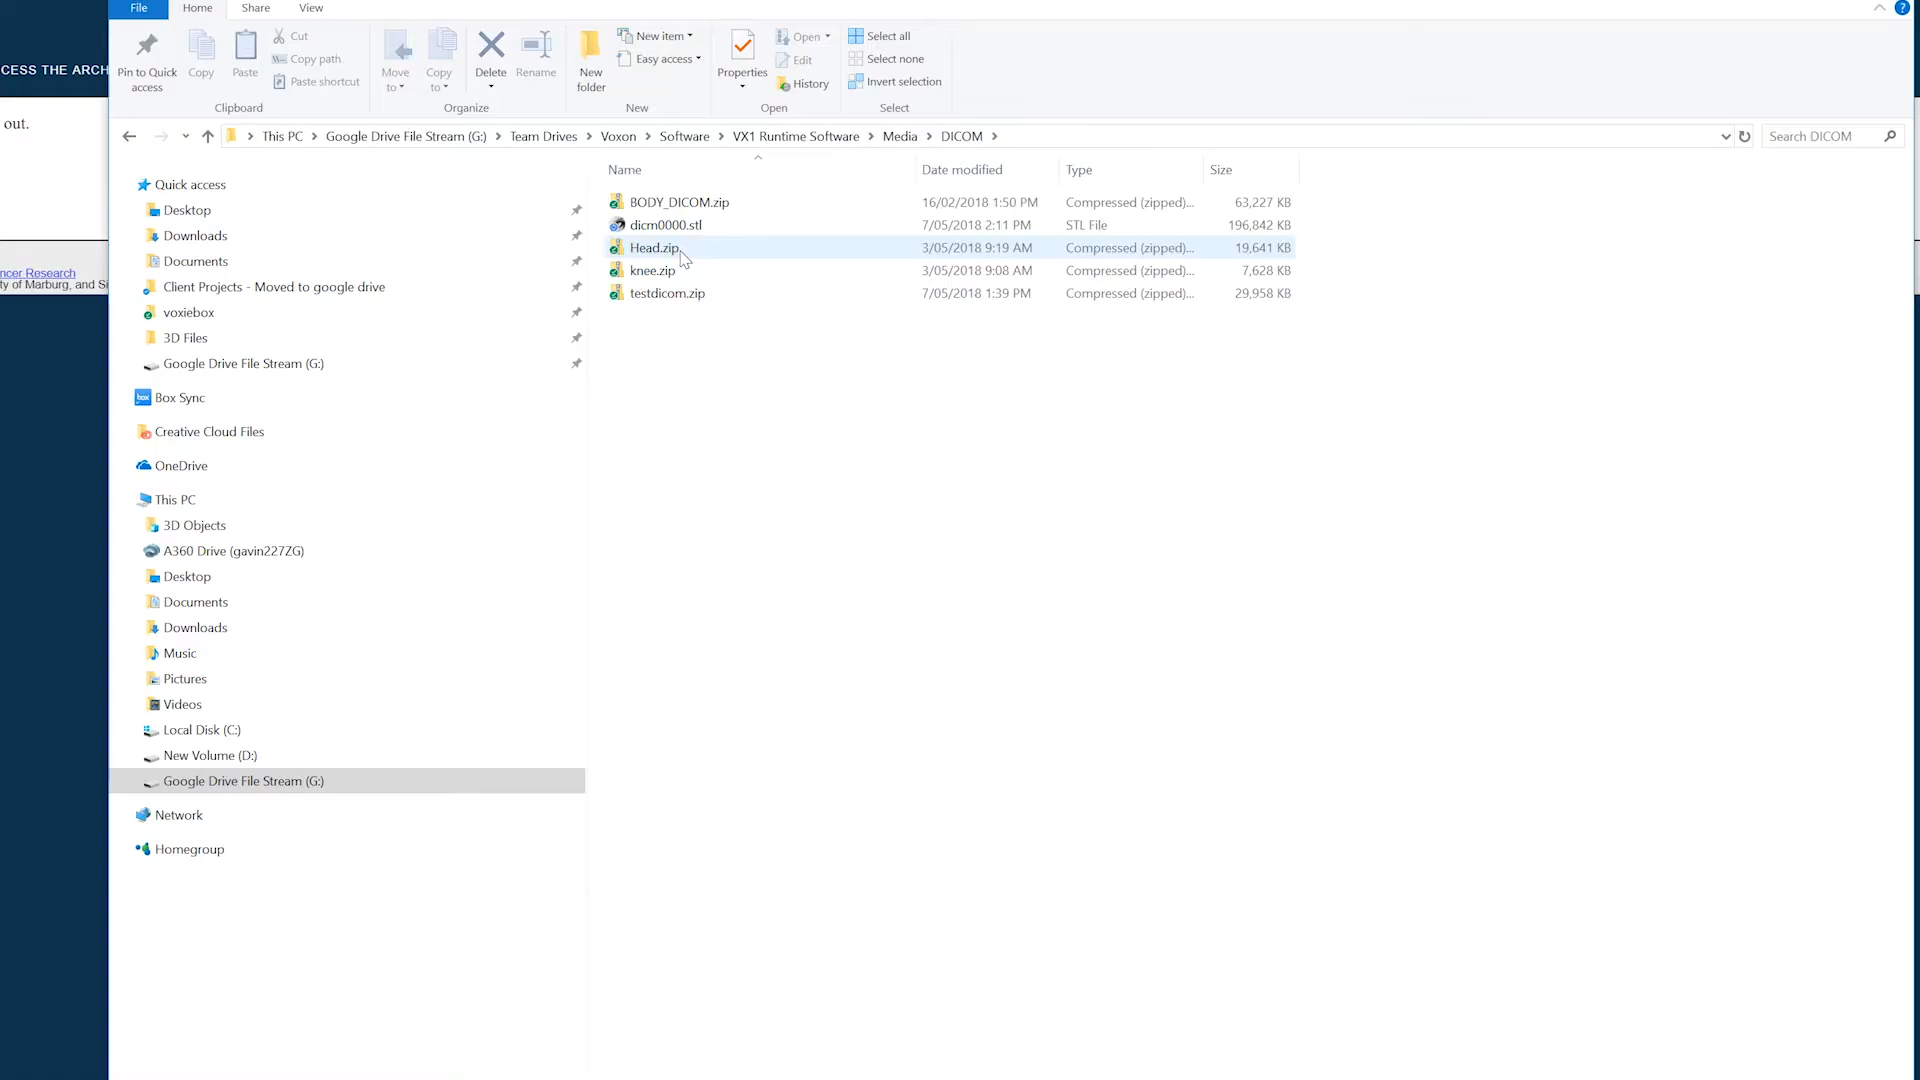 File Home Share View
CESS THE ARCH
out.
ncer Research
ty of Marburg, and Si
Pin to Quick access
Copy
Paste
Cut
Copy path
Paste shortcut
Clipboard
Move to
Copy to
Delete
Rename
Organize
New folder
New item
Easy access
New
Properties
Open
Edit
History
Open
Select all
Select none
Invert selection
Select
This PC > Google Drive File Stream (G:) > Team Drives > Voxon > Software > VX1 Runtime Software > Media > DICOM >
Search DICOM
Quick access
Desktop
Downloads
Documents
Client Projects - Moved to google drive
voxiebox
3D Files
Google Drive File Stream (G:)
box Box Sync
Creative Cloud Files
OneDrive
This PC
3D Objects
A360 Drive (gavin227ZG)
Desktop
Documents
Downloads
Music
Pictures
Videos
Local Disk (C:)
New Volume (D:)
Google Drive File Stream (G:)
Network
Homegroup
Name Date modified Type Size
BODY_DICOM.zip 16/02/2018 1:50 PM Compressed (zipped)... 63,227 KB
dicm0000.stl 7/05/2018 2:11 PM STL File 196,842 KB
Head.zip 3/05/2018 9:19 AM Compressed (zipped)... 19,641 KB
knee.zip 3/05/2018 9:08 AM Compressed (zipped)... 7,628 KB
testdicom.zip 7/05/2018 1:39 PM Compressed (zipped)... 29,958 KB